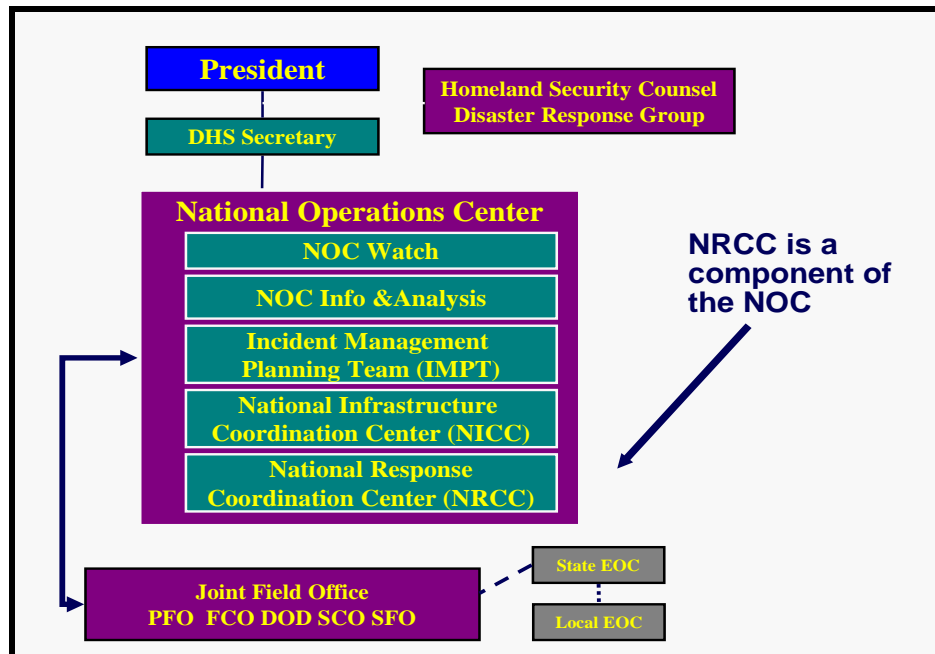 President
Homeland Security Counsel
Disaster Response Group
DHS Secretary
National Operations Center
NOC Watch
NOC Info &Analysis
Incident Management
Planning Team (IMPT)
National Infrastructure
Coordination Center (NICC)
National Response
Coordination Center (NRCC)
NRCC is a
component of
the NOC
Joint Field Office
PFO FCO DOD SCO SFO
State EOC
Local EOC